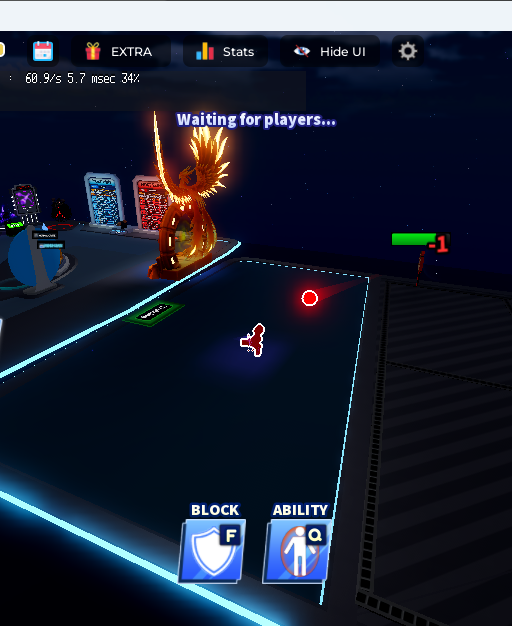 EXTRA
Stats
Hide UI
: 60.9/s 5.7 msec 34%
Waiting for players...
-1
BLOCK
ABILITY
F
Q